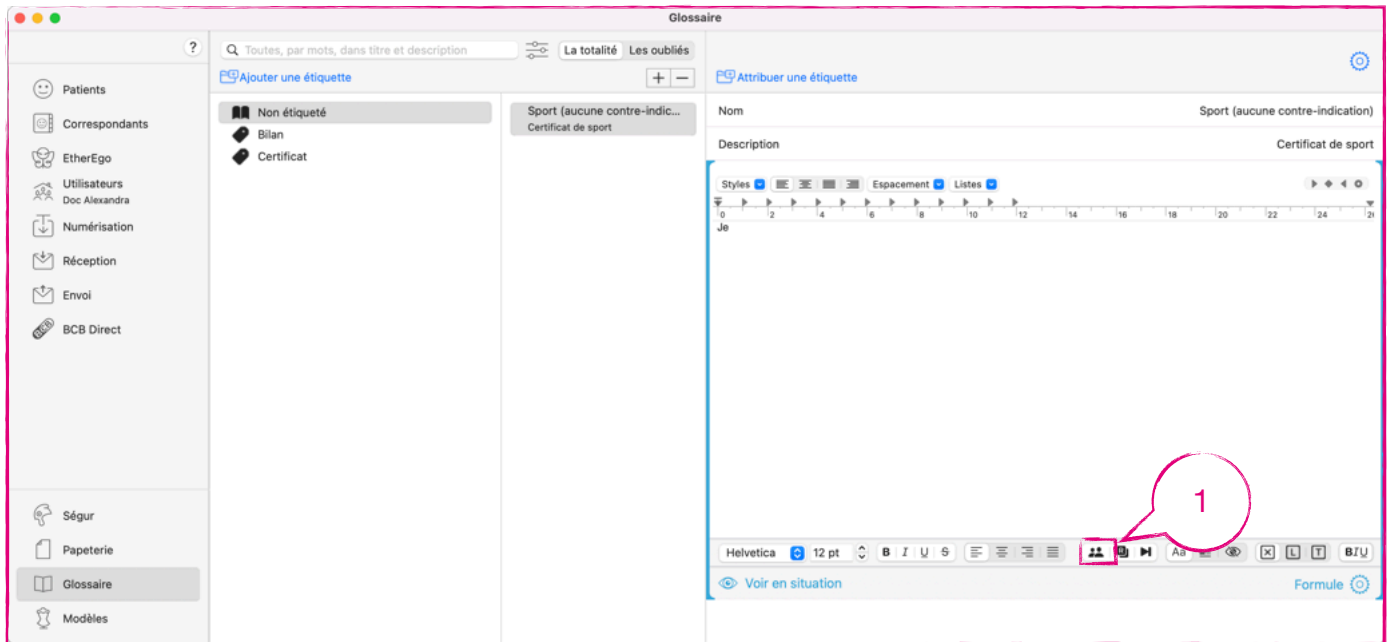 Glossaire
?
Patients
Correspondants
EtherEgo
Utilisateurs
Doc Alexandra
Numérisation
Réception
Envoi
BCB Direct
Ségur
Papeterie
Glossaire
Modèles
Toutes, par mots, dans titre et description
La totalité Les oubliés
Ajouter une étiquette
+ −
Non étiqueté
Bilan
Certificat
Sport (aucune contre-indic...
Certificat de sport
Attribuer une étiquette
Nom Sport (aucune contre-indication)
Description Certificat de sport
Styles Espacement Listes
0 2 4 6 8 10 12 14 16 18 20 22 24
Je
1
Helvetica 12 pt B I U S Aa X L T BIU
Voir en situation Formule